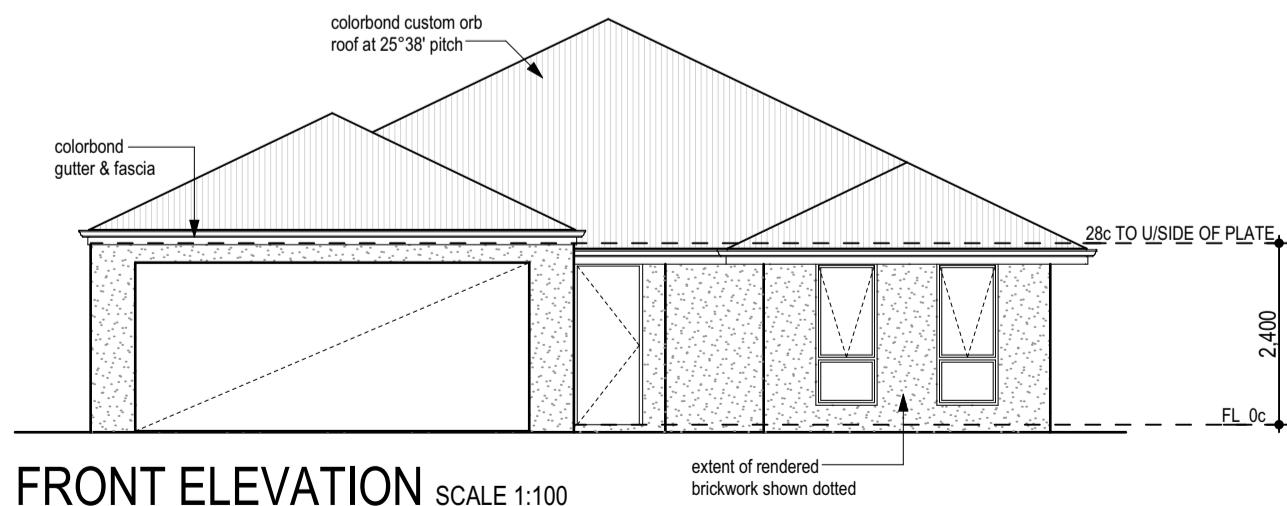 colorbond custom orb
roof at 25°38' pitch
colorbond
gutter & fascia
28c TO U/SIDE OF PLATE
2,400
FL 0c
extent of rendered
brickwork shown dotted
FRONT ELEVATION SCALE 1:100